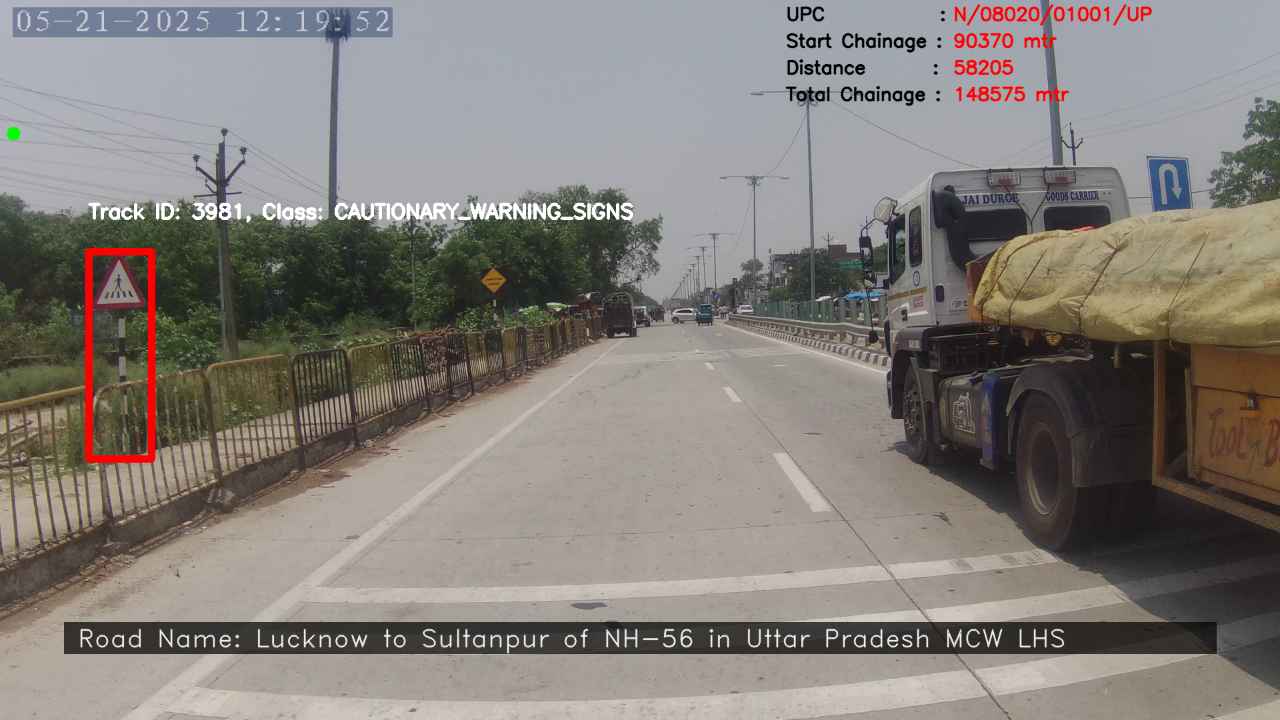 05-21-2025 12:19:52
UPC : N/08020/01001/UP
Start Chainage : 90370 mtr
Distance : 58205
Total Chainage : 148575 mtr
Track ID: 3981, Class: CAUTIONARY_WARNING_SIGNS
JAI DURGE
GOODS CARRIER
Tool B
Road Name: Lucknow to Sultanpur of NH-56 in Uttar Pradesh MCW LHS